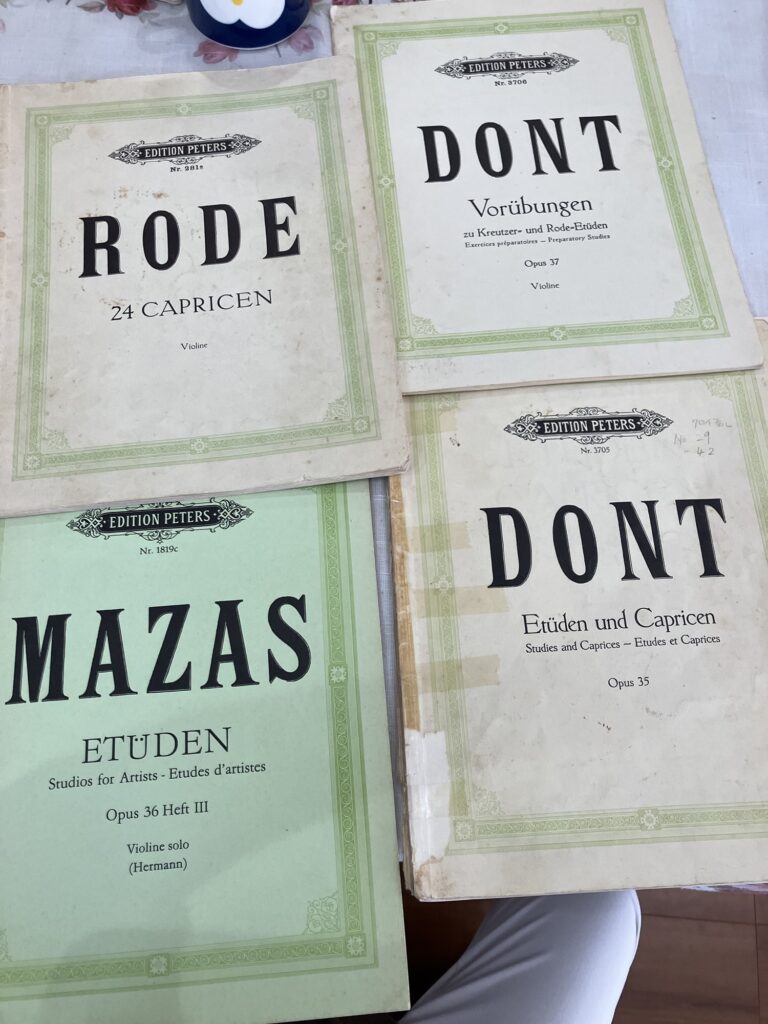 EDITION PETERS
RODE
24 CAPRICEN
Violine
EDITION PETERS
Nr. 3706
DONT
Vorübungen
zu Kreutzer= und Rode=Etüden
Exercices préparatoires — Preparatory Studies
Opus 37
Violine
EDITION PETERS
Nr. 1819c
MAZAS
ETÜDEN
Studios for Artists - Etudes d'artistes
Opus 36 Heft III
Violine solo
(Hermann)
EDITION PETERS
Nr. 3705
No -9
-42
DONT
Etüden und Capricen
Studies and Caprices — Etudes et Caprices
Opus 35